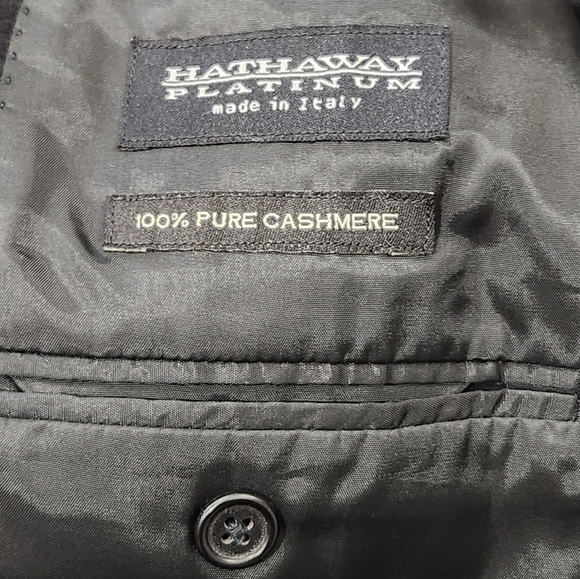 HATHAWAY
PLATINUM
made in Italy
100% PURE CASHMERE